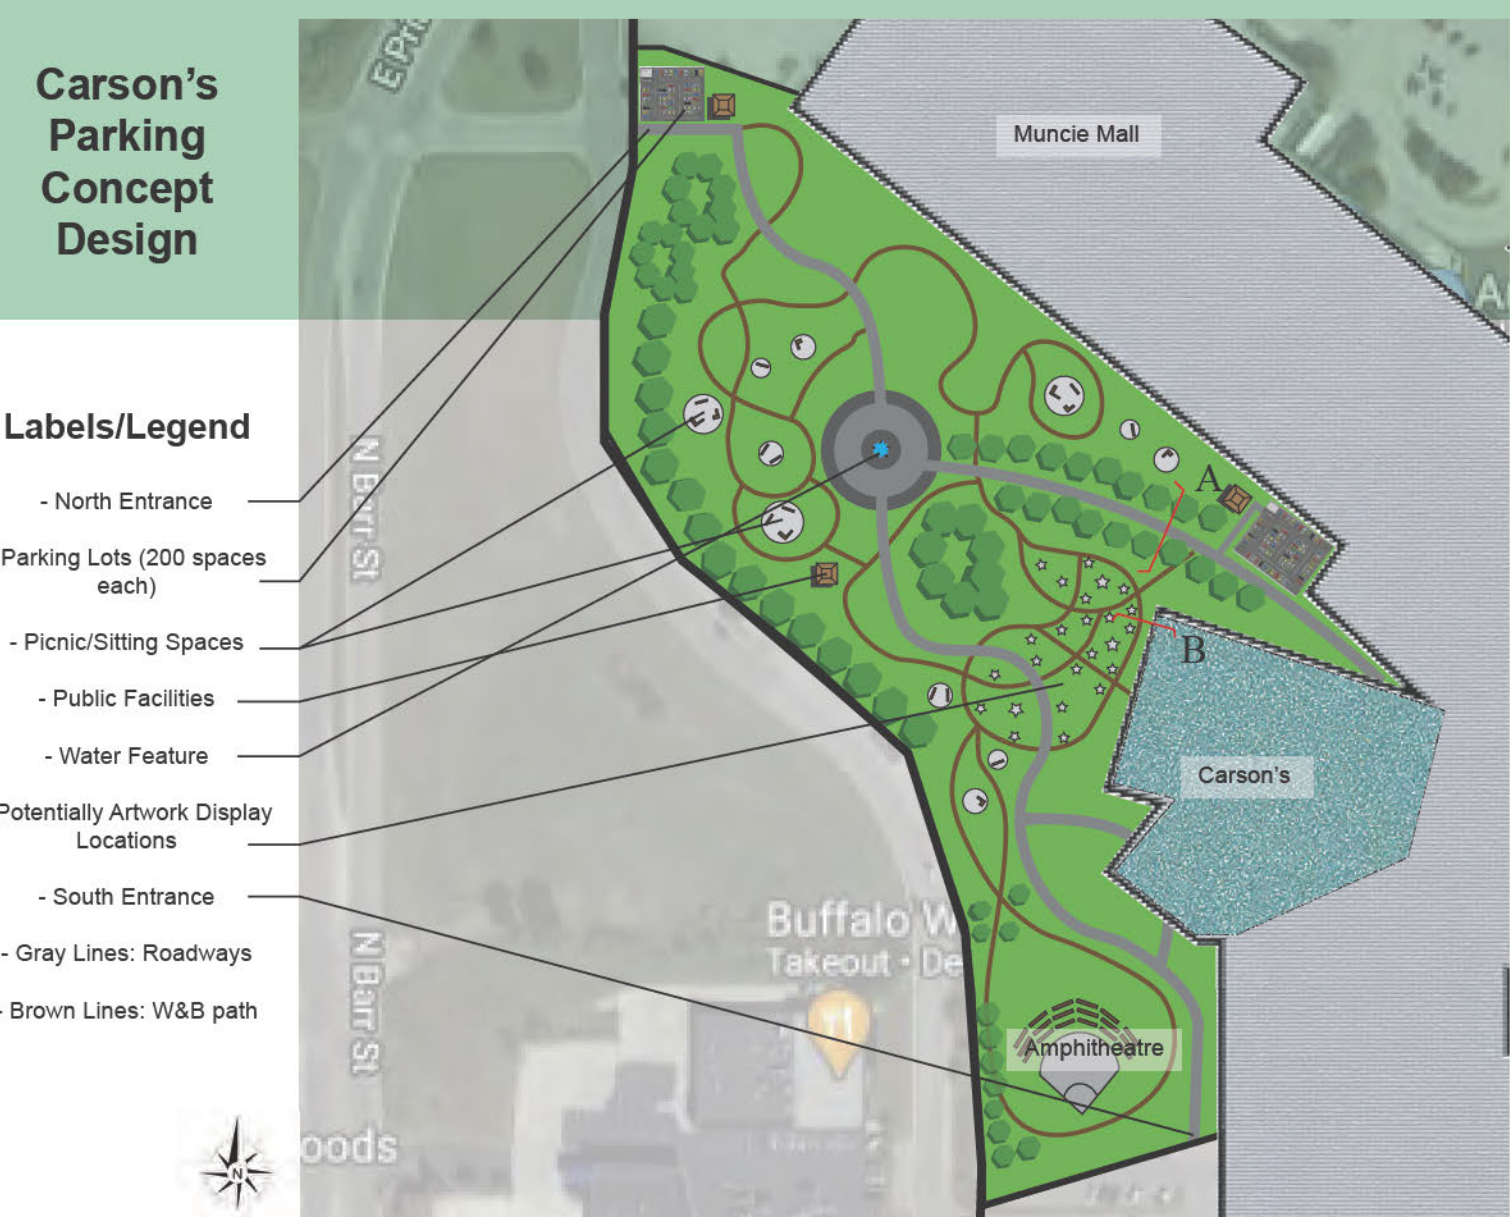 Carson's
Parking
Concept
Design
E Pri
Muncie Mall
Labels/Legend
- North Entrance
Parking Lots (200 spaces
each)
- Picnic/Sitting Spaces
- Public Facilities
- Water Feature
Potentially Artwork Display
Locations
- South Entrance
- Gray Lines: Roadways
- Brown Lines: W&B path
N Barr St
N Barr St
A
B
Carson's
Buffalo W
Takeout • De
Amphitheatre
N
oods
A